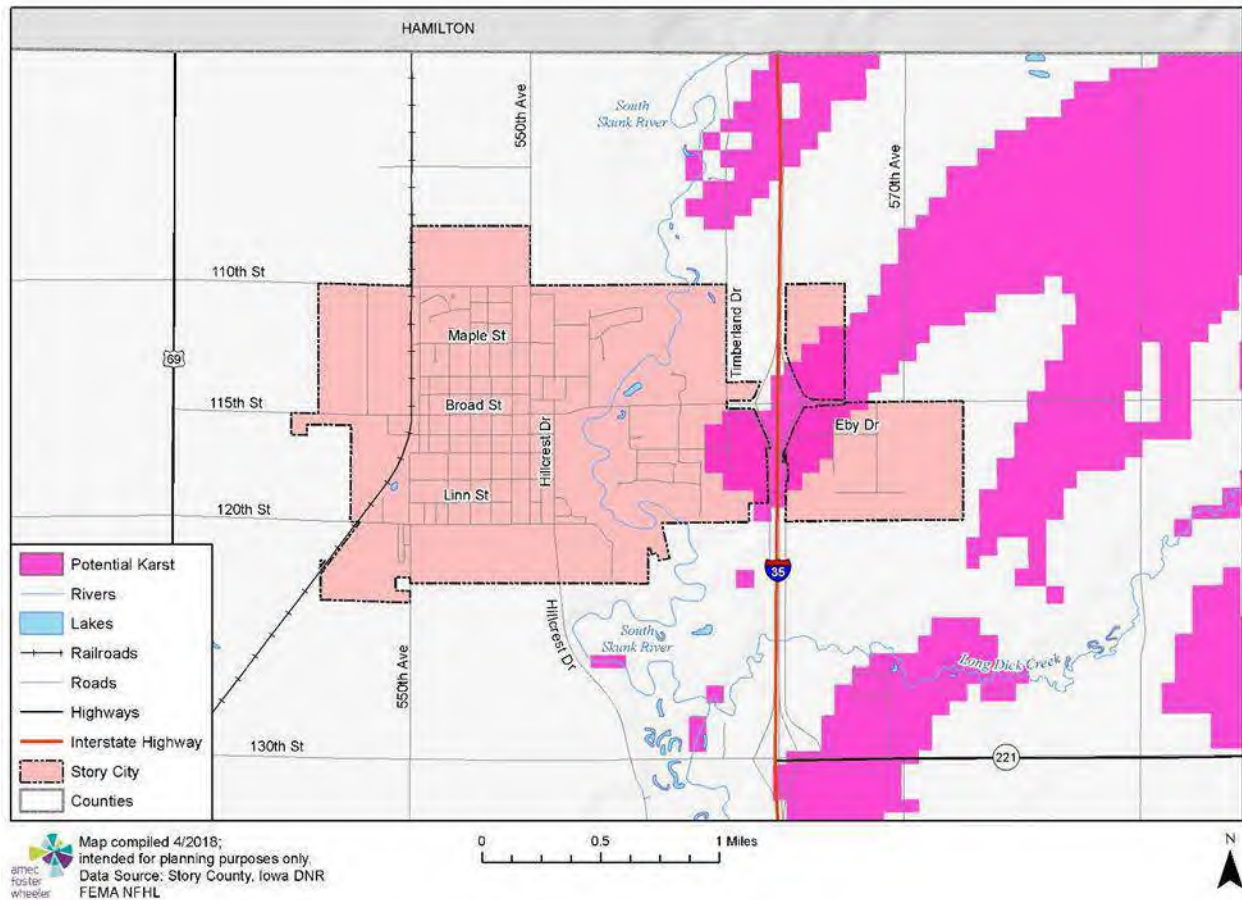 HAMILTON
550th Ave
South
Skunk River
570th Ave
110th St
Timberland Dr
Maple St
69
115th St
Broad St
Hillcrest Dr
Eby Dr
Linn St
120th St
35
Hillcrest Dr
South
Skunk River
Long Dick Creek
550th Ave
130th St
221
Potential Karst
Rivers
Lakes
Railroads
Roads
Highways
Interstate Highway
Story City
Counties
amec
foster
wheeler
Map compiled 4/2018;
intended for planning purposes only.
Data Source: Story County, Iowa DNR
FEMA NFHL
0 0.5 1 Miles
N